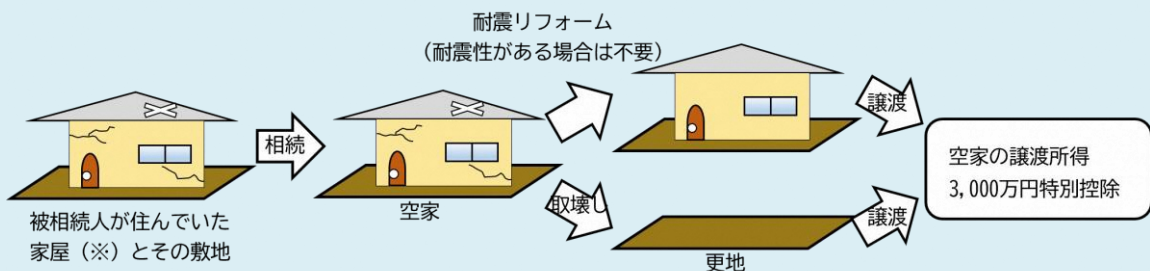 耐震リフォーム
（耐震性がある場合は不要）
相続
譲渡
被相続人が住んでいた
家屋（※）とその敷地
空家
取壊し
更地
譲渡
空家の譲渡所得
3,000万円特別控除